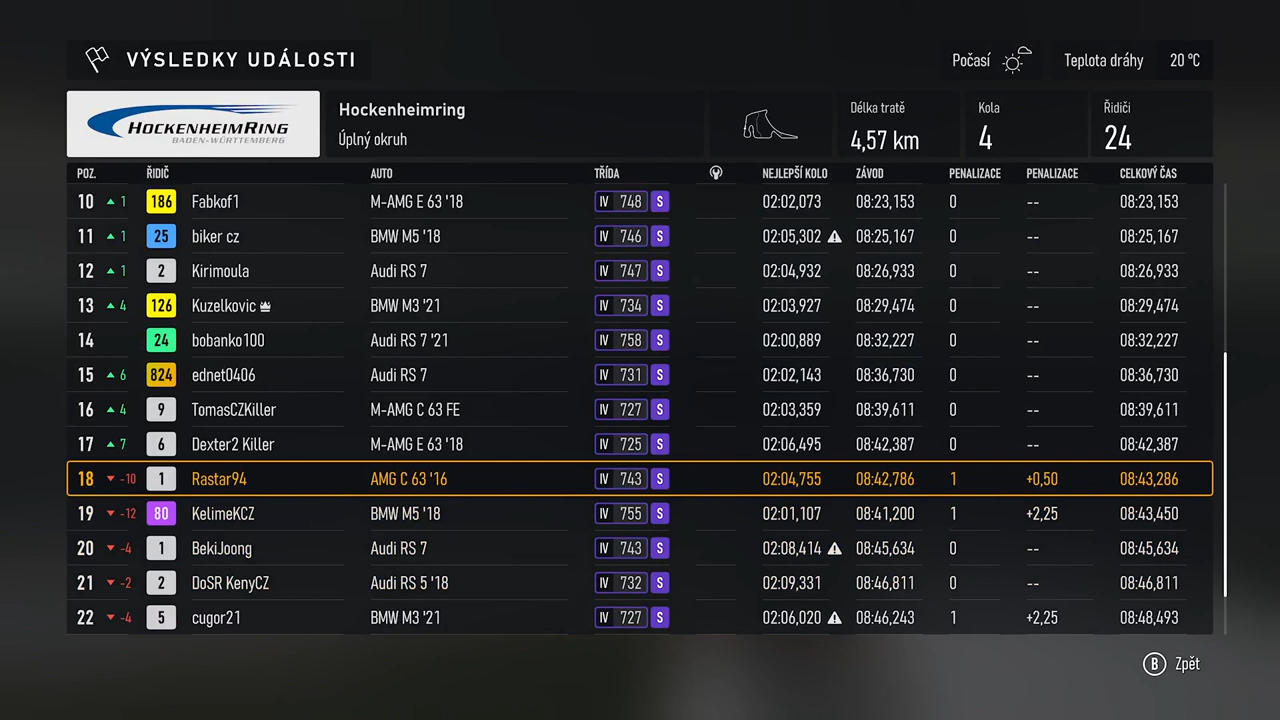 VÝSLEDKY UDÁLOSTI
Počasí
Teplota dráhy 20 °C
HOCKENHEIMRING
BADEN-WÜRTTEMBERG
Hockenheimring
Úplný okruh
Délka tratě
4,57 km
Kola
4
Řidiči
24
POZ. ŘIDIČ AUTO TŘÍDA NEJLEPŠÍ KOLO ZÁVOD PENALIZACE PENALIZACE CELKOVÝ ČAS
10 1 186 Fabkof1 M-AMG E 63 '18 IV 748 S 02:02,073 08:23,153 0 -- 08:23,153
11 1 25 biker cz BMW M5 '18 IV 746 S 02:05,302 08:25,167 0 -- 08:25,167
12 1 2 Kirimoula Audi RS 7 IV 747 S 02:04,932 08:26,933 0 -- 08:26,933
13 4 126 Kuzelkovic BMW M3 '21 IV 734 S 02:03,927 08:29,474 0 -- 08:29,474
14 24 bobanko100 Audi RS 7 '21 IV 758 S 02:00,889 08:32,227 0 -- 08:32,227
15 6 824 ednet0406 Audi RS 7 IV 731 S 02:02,143 08:36,730 0 -- 08:36,730
16 4 9 TomasCZKiller M-AMG C 63 FE IV 727 S 02:03,359 08:39,611 0 -- 08:39,611
17 7 6 Dexter2 Killer M-AMG E 63 '18 IV 725 S 02:06,495 08:42,387 0 -- 08:42,387
18 -10 1 Rastar94 AMG C 63 '16 IV 743 S 02:04,755 08:42,786 1 +0,50 08:43,286
19 -12 80 KelimeKCZ BMW M5 '18 IV 755 S 02:01,107 08:41,200 1 +2,25 08:43,450
20 -4 1 BekiJoong Audi RS 7 IV 743 S 02:08,414 08:45,634 0 -- 08:45,634
21 -2 2 DoSR KenyCZ Audi RS 5 '18 IV 732 S 02:09,331 08:46,811 0 -- 08:46,811
22 -4 5 cugor21 BMW M3 '21 IV 727 S 02:06,020 08:46,243 1 +2,25 08:48,493
B Zpět